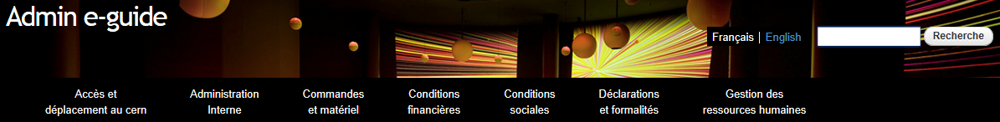 Admin e-guide
Français | English
Recherche
Accès et
déplacement au cern
Administration
Interne
Commandes
et matériel
Conditions
financières
Conditions
sociales
Déclarations
et formalités
Gestion des
ressources humaines